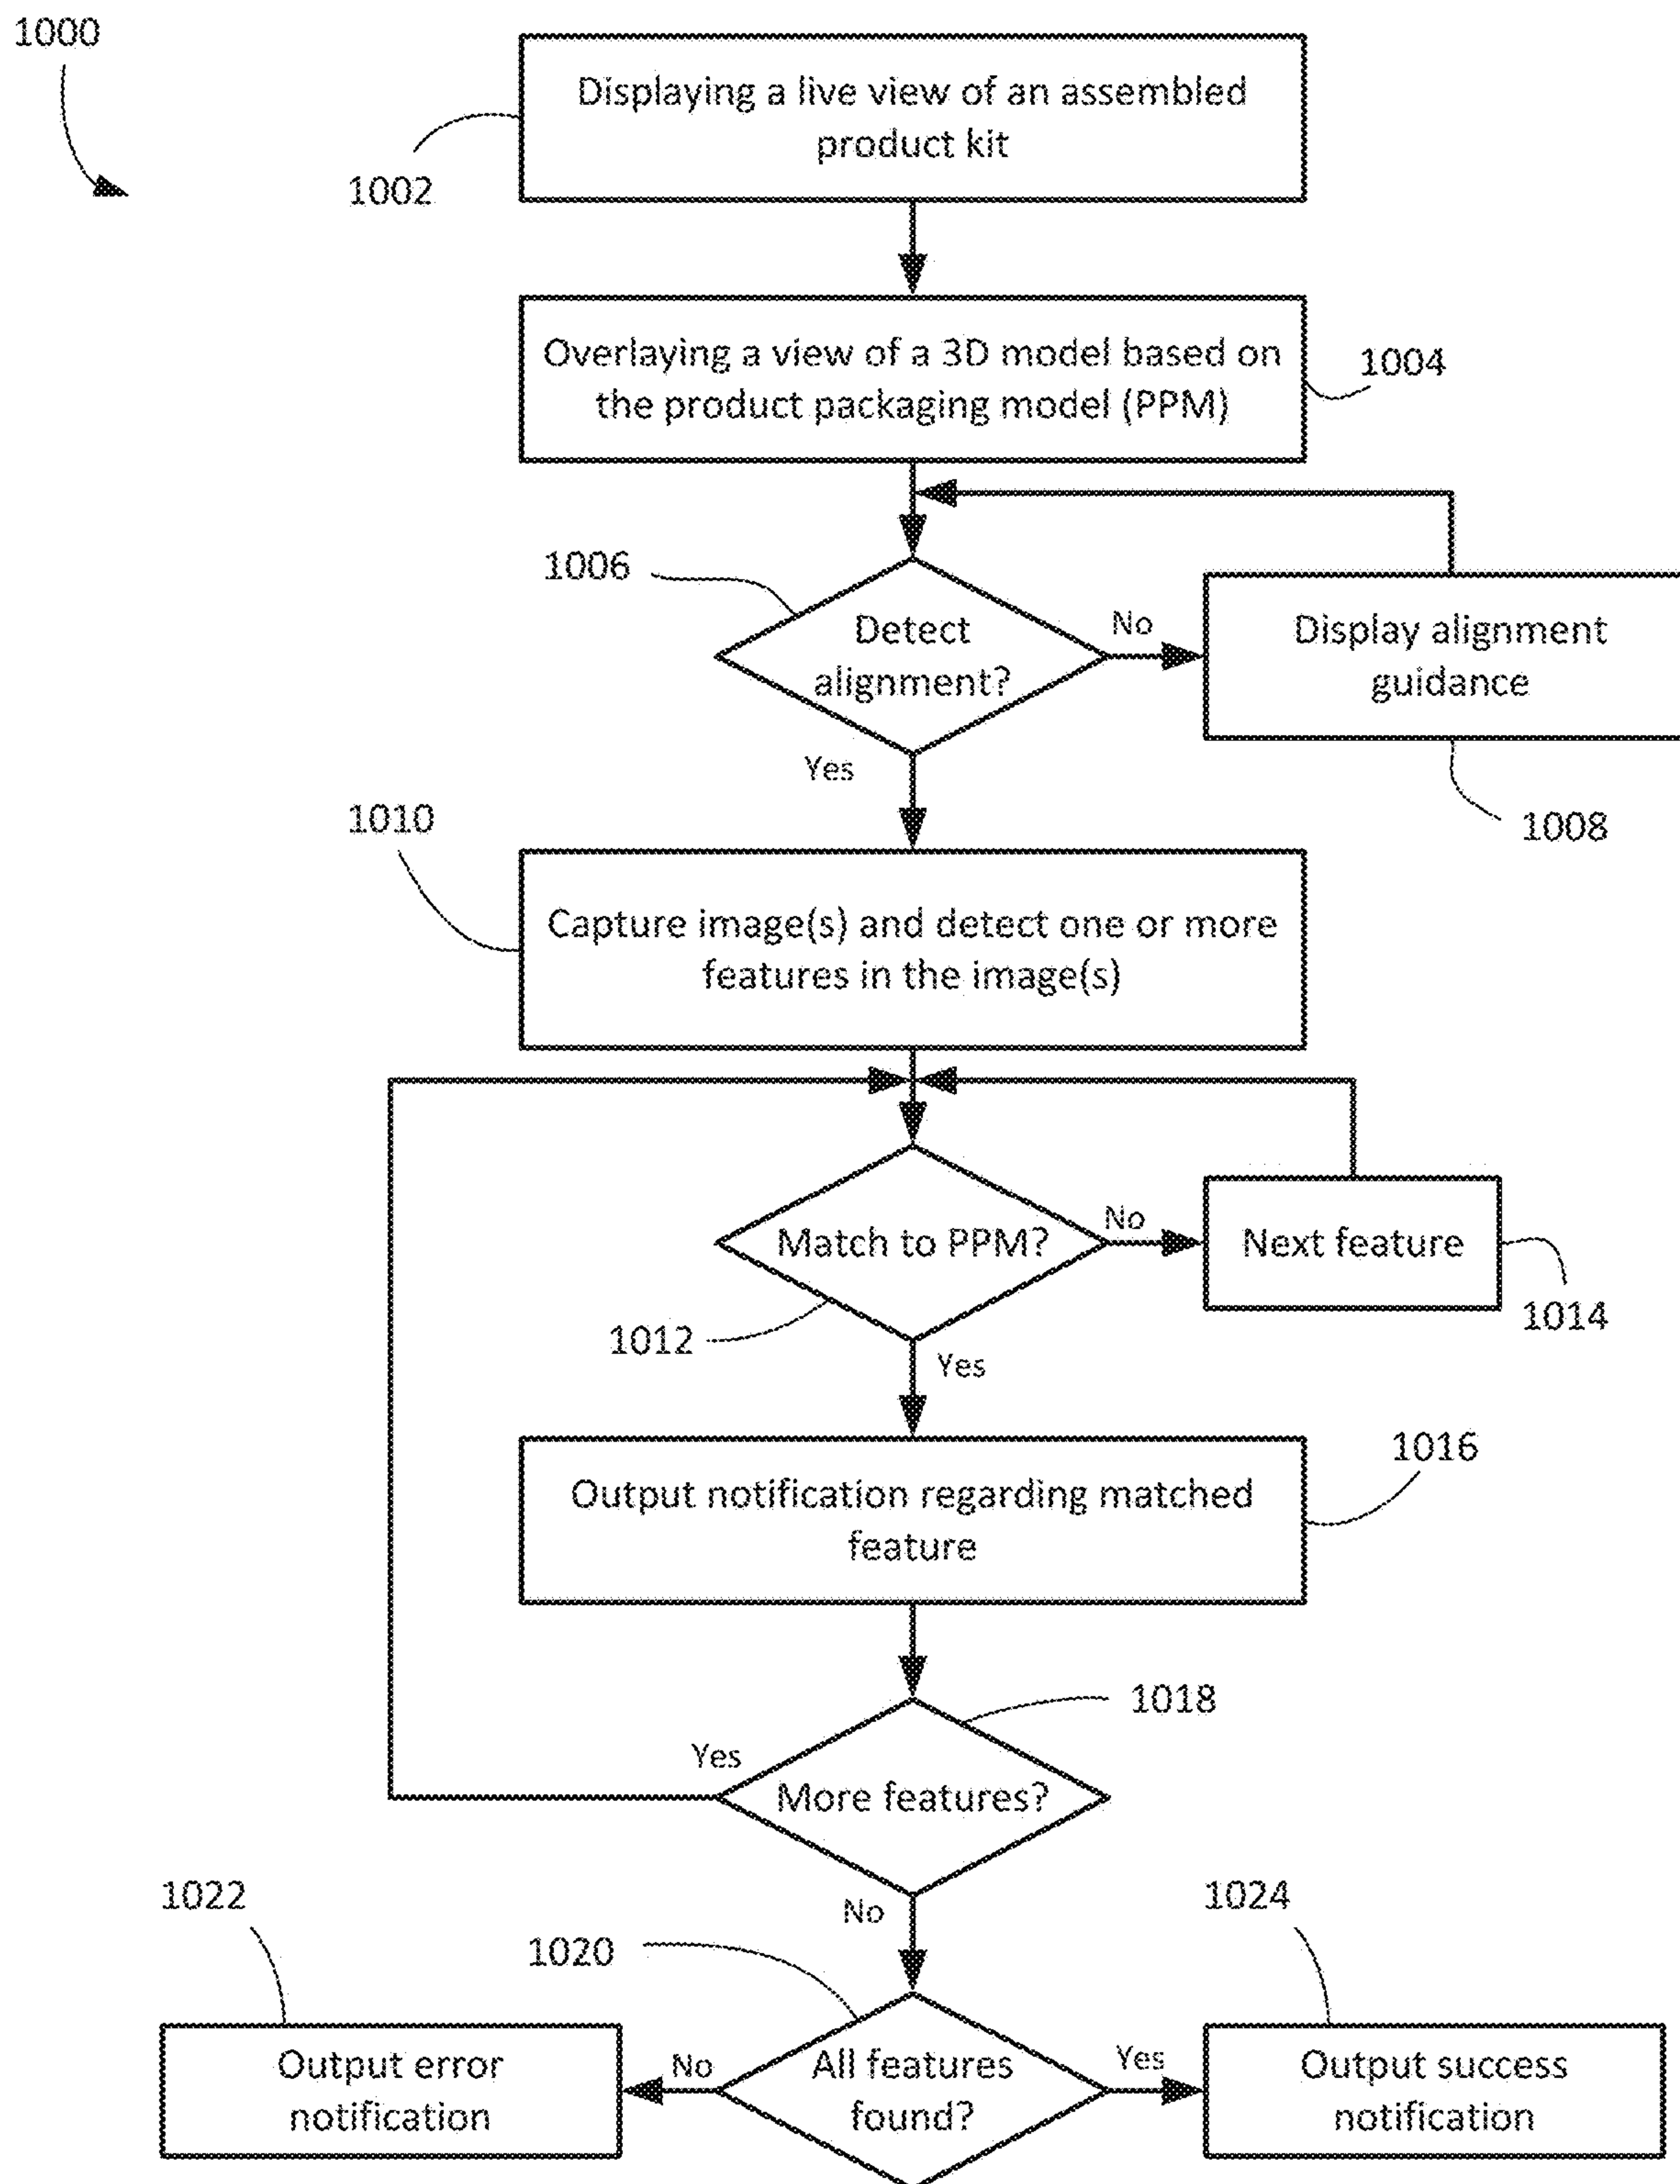 1000
Displaying a live view of an assembled
product kit
1002
Overlaying a view of a 3D model based on
the product packaging model (PPM)
1004
1006
Detect
alignment?
No
Display alignment
guidance
Yes
1008
1010
Capture image(s) and detect one or more
features in the image(s)
Match to PPM?
No
Next feature
1014
1012
Yes
1016
Output notification regarding matched
feature
1018
Yes
More features?
No
1022
1020
1024
Output error
notification
No
All features
found?
Yes
Output success
notification